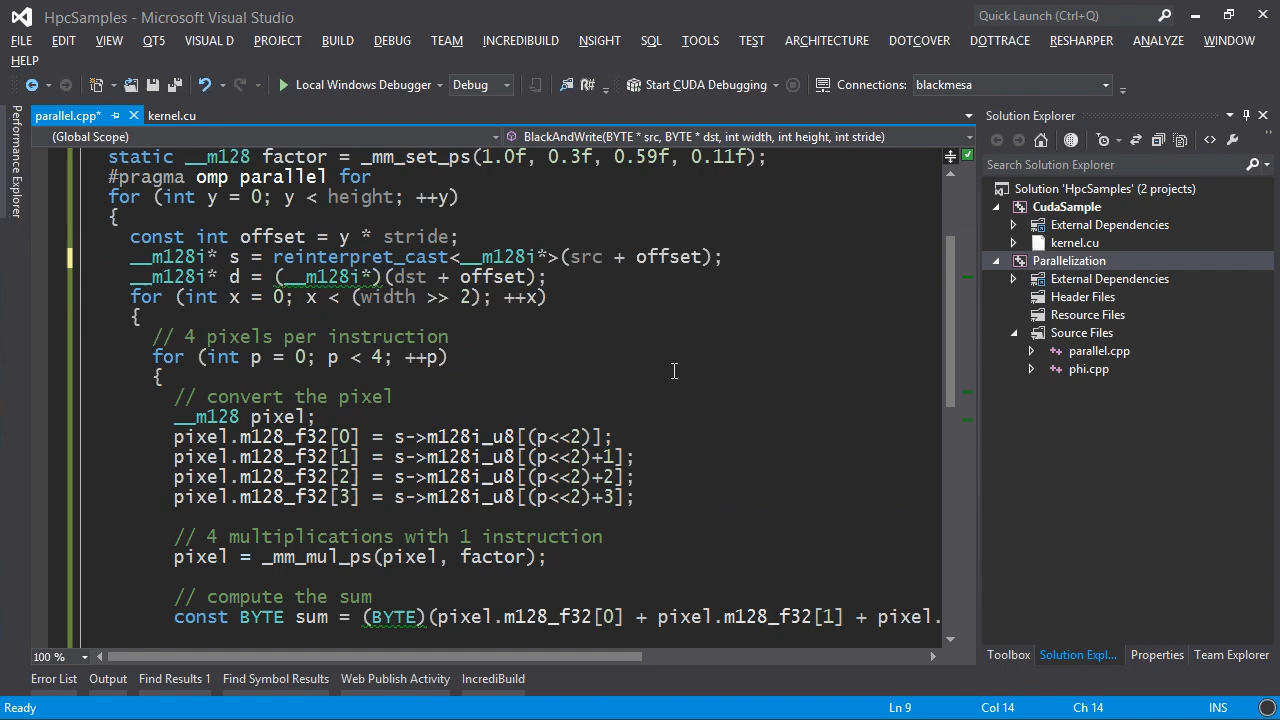 HpcSamples - Microsoft Visual Studio
Quick Launch (Ctrl+Q)
FILE EDIT VIEW QT5 VISUAL D PROJECT BUILD DEBUG TEAM INCREDIBUILD NSIGHT SQL TOOLS TEST ARCHITECTURE DOTCOVER DOTTRACE RESHARPER ANALYZE WINDOW
HELP
Local Windows Debugger Debug R# Start CUDA Debugging Connections: blackmesa
Performance Explorer
parallel.cpp* kernel.cu
(Global Scope) BlackAndWrite(BYTE * src, BYTE * dst, int width, int height, int stride)
static __m128 factor = _mm_set_ps(1.0f, 0.3f, 0.59f, 0.11f);
#pragma omp parallel for
for (int y = 0; y < height; ++y)
{
const int offset = y * stride;
__m128i* s = reinterpret_cast<__m128i*>(src + offset);
__m128i* d = (__m128i*)(dst + offset);
for (int x = 0; x < (width >> 2); ++x)
{
// 4 pixels per instruction
for (int p = 0; p < 4; ++p)
{
// convert the pixel
__m128 pixel;
pixel.m128_f32[0] = s->m128i_u8[(p<<2)];
pixel.m128_f32[1] = s->m128i_u8[(p<<2)+1];
pixel.m128_f32[2] = s->m128i_u8[(p<<2)+2];
pixel.m128_f32[3] = s->m128i_u8[(p<<2)+3];
// 4 multiplications with 1 instruction
pixel = _mm_mul_ps(pixel, factor);
// compute the sum
const BYTE sum = (BYTE)(pixel.m128_f32[0] + pixel.m128_f32[1] + pixel.
100 %
Solution Explorer
Search Solution Explorer
Solution 'HpcSamples' (2 projects)
CudaSample
External Dependencies
kernel.cu
Parallelization
External Dependencies
Header Files
Resource Files
Source Files
parallel.cpp
phi.cpp
Toolbox Solution Expl... Properties Team Explorer
Error List Output Find Results 1 Find Symbol Results Web Publish Activity IncrediBuild
Ready Ln 9 Col 14 Ch 14 INS